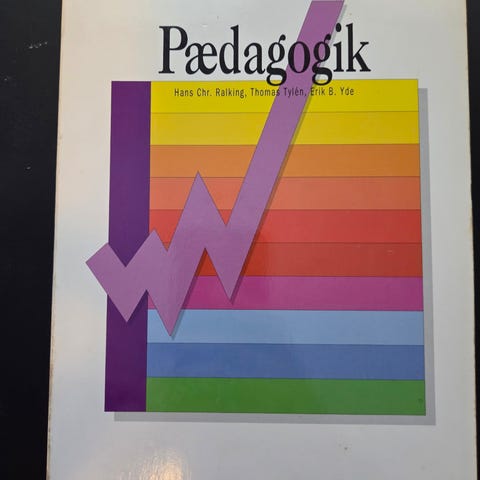 Pædagogik
Hans Chr. Ralking, Thomas Tylén, Erik B. Yde